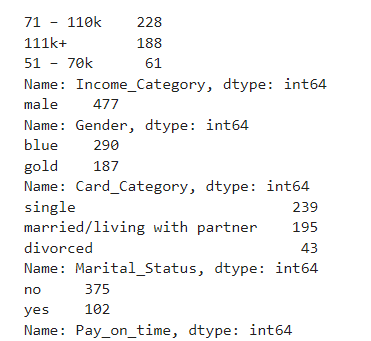 71 - 110k     228
111k+         188
51 - 70k       61
Name: Income_Category, dtype: int64
male    477
Name: Gender, dtype: int64
blue    290
gold    187
Name: Card_Category, dtype: int64
single                         239
married/living with partner    195
divorced                        43
Name: Marital_Status, dtype: int64
no     375
yes    102
Name: Pay_on_time, dtype: int64